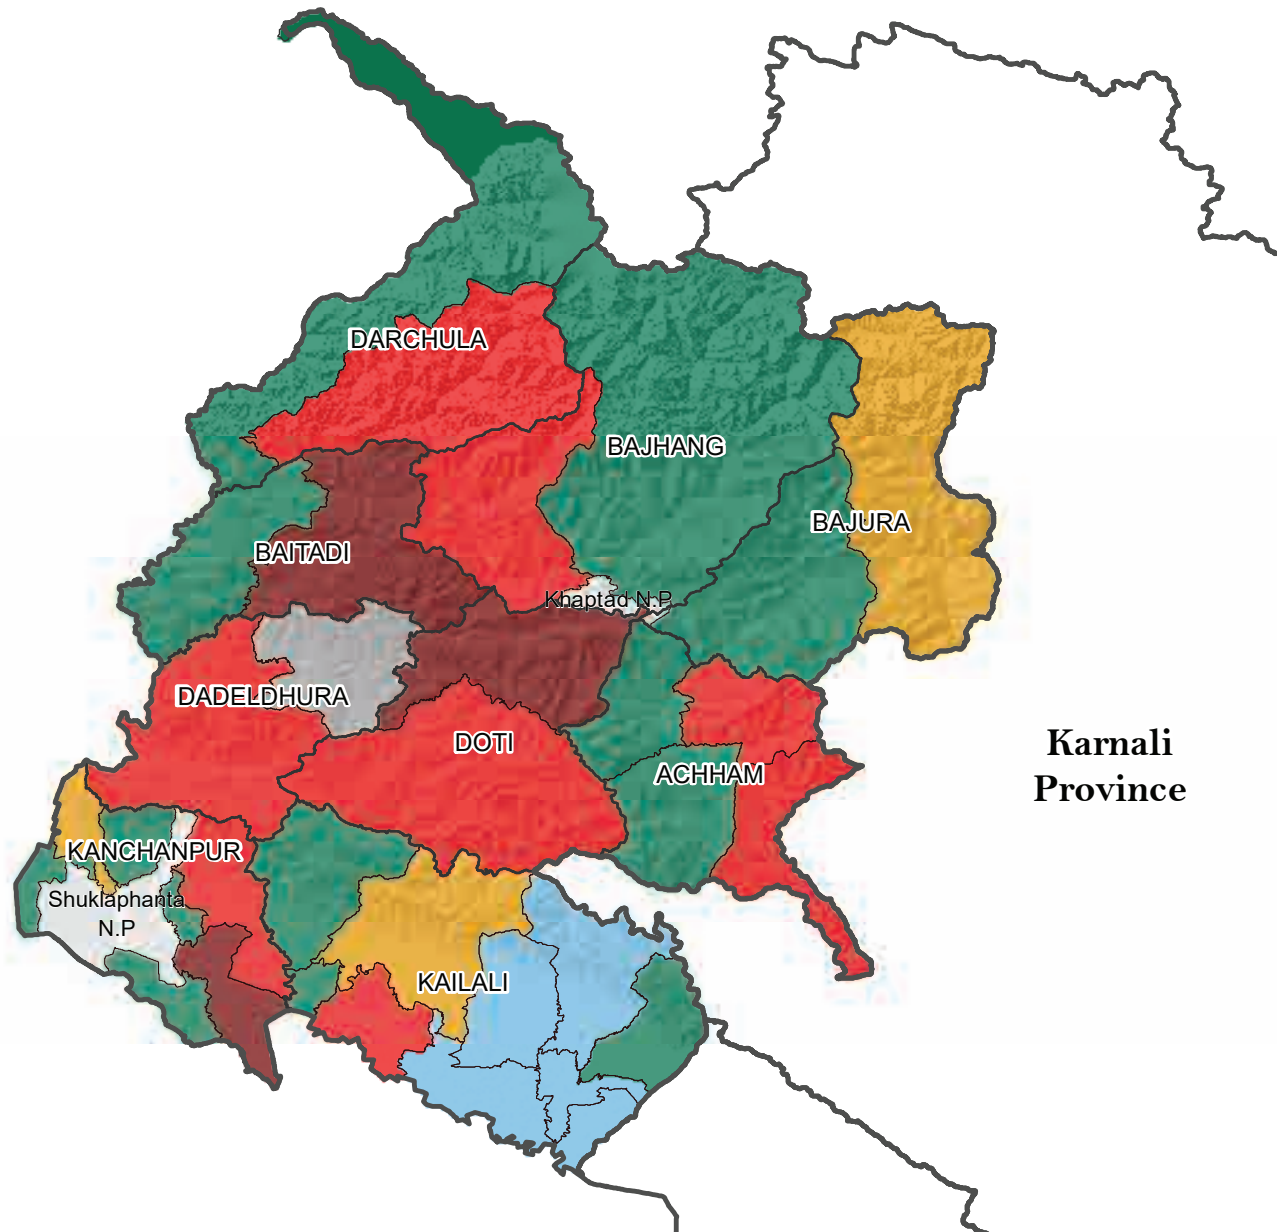 DARCHULA
BAJHANG
BAJURA
BAITADI
Khaptad N.P
DADELDHURA
DOTI
ACHHAM
Karnali
Province
KANCHANPUR
Shuklaphanta
N.P
KAILALI